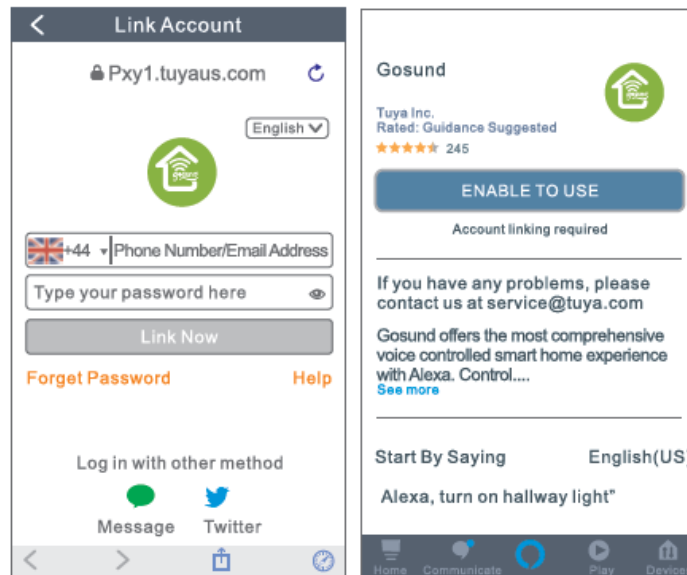 Link Account
Pxy1.tuyaus.com
English
gosund
+44 Phone Number/Email Address
Type your password here
Link Now
Forget Password
Help
Log in with other method
Message
Twitter
Gosund
gosund
Tuya Inc.
Rated: Guidance Suggested
245
ENABLE TO USE
Account linking required
If you have any problems, please
contact us at service@tuya.com
Gosund offers the most comprehensive
voice controlled smart home experience
with Alexa. Control....
See more
Start By Saying
English(US)
Alexa, turn on hallway light”
Home
Communicate
Play
Device